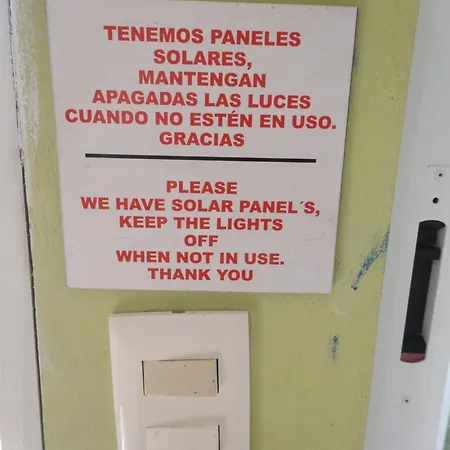 TENEMOS PANELES
SOLARES,
MANTENGAN
APAGADAS LAS LUCES
CUANDO NO ESTÉN EN USO.
GRACIAS
PLEASE
WE HAVE SOLAR PANEL´S,
KEEP THE LIGHTS
OFF
WHEN NOT IN USE.
THANK YOU